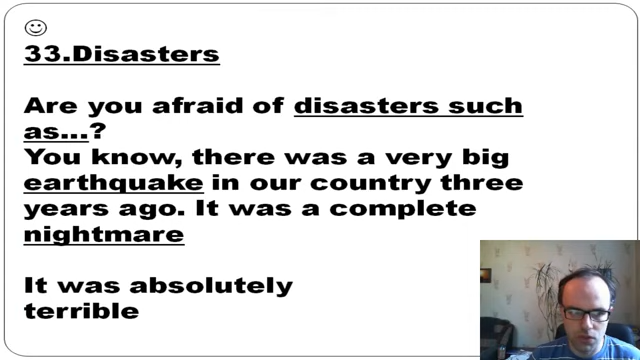 33.Disasters
Are you afraid of disasters such
as...?
You know, there was a very big
earthquake in our country three
years ago. It was a complete
nightmare
It was absolutely
terrible